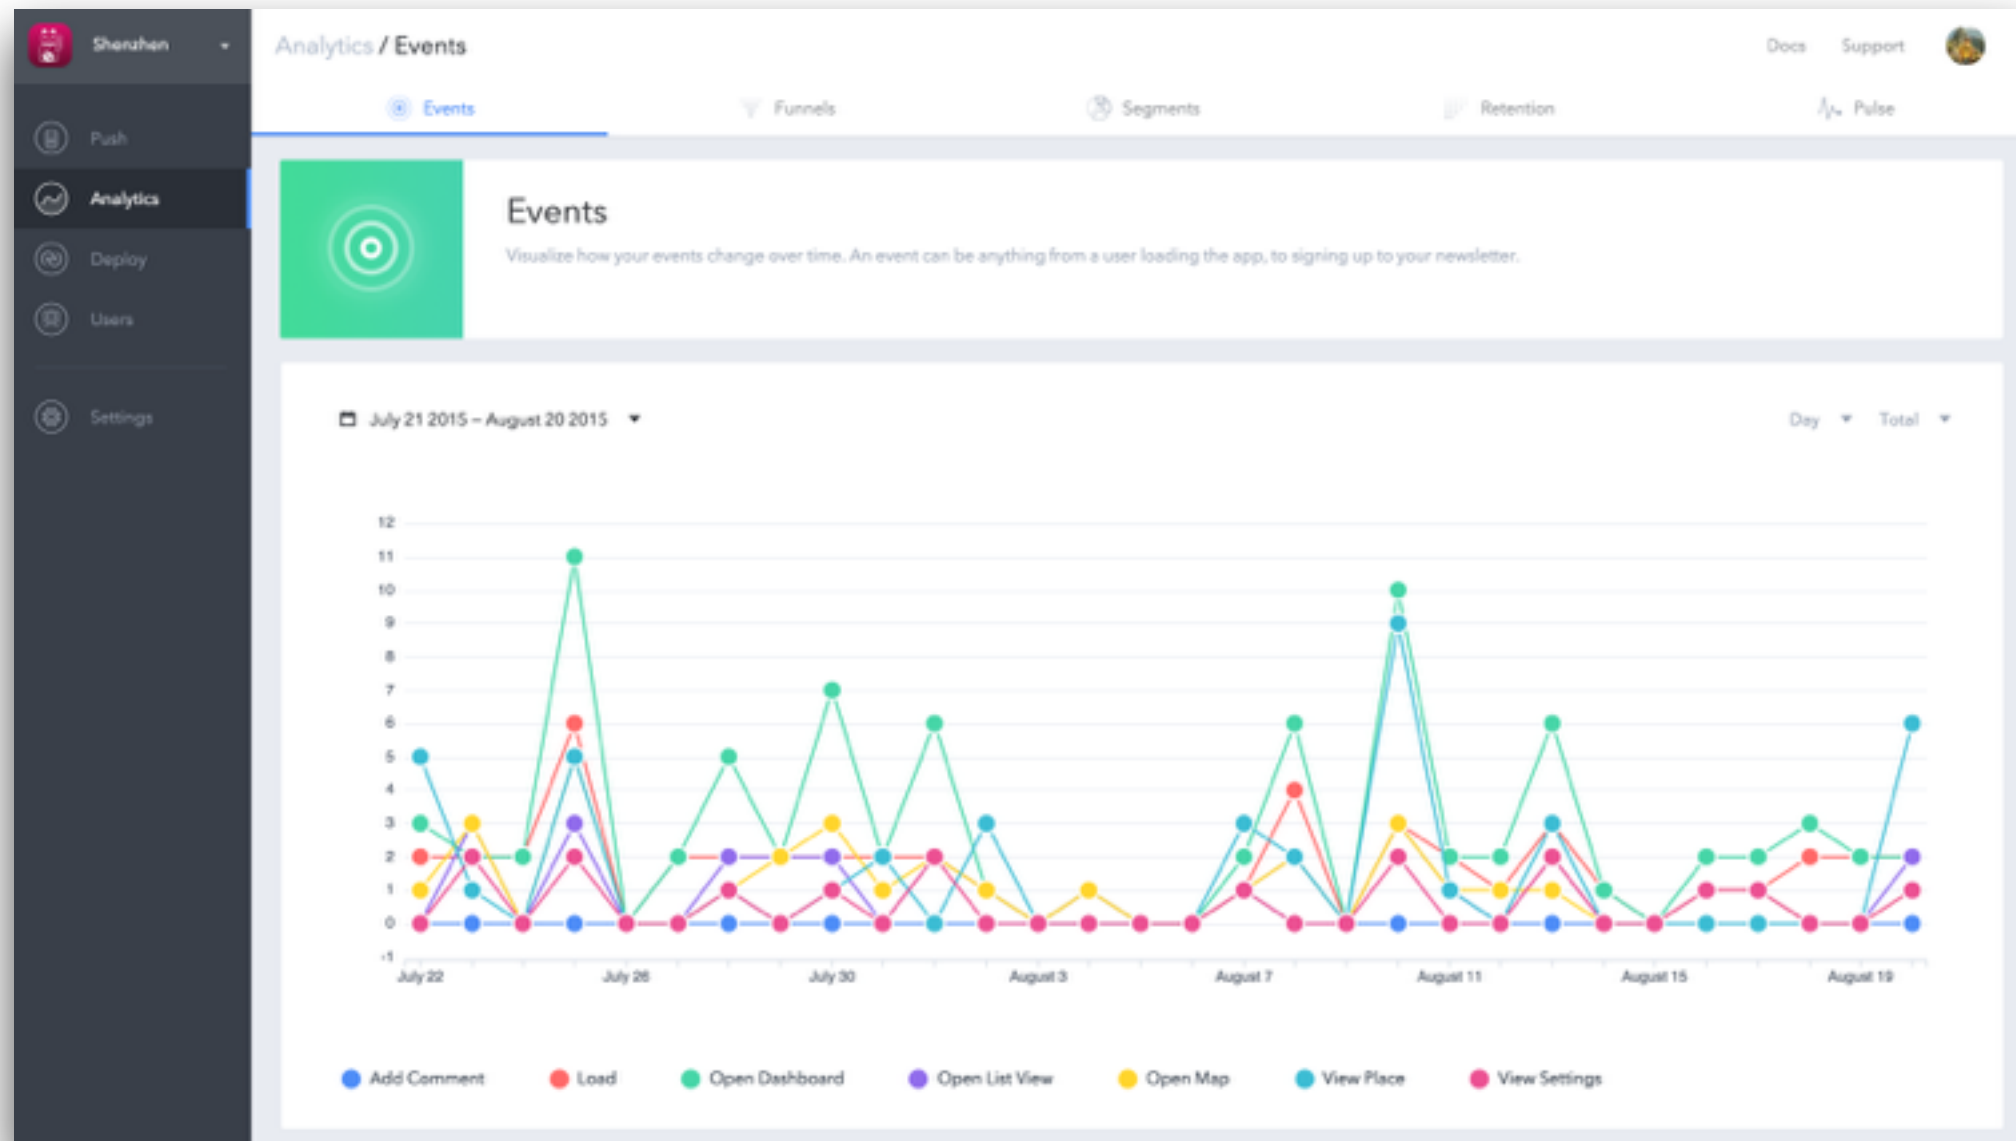 Shenzhen
Analytics / Events
Docs
Support
Events
Funnels
Segments
Retention
Pulse
Push
Analytics
Deploy
Users
Settings
Events
Visualize how your events change over time. An event can be anything from a user loading the app, to signing up to your newsletter.
July 21 2015 – August 20 2015
Day
Total
12
11
10
9
8
7
6
5
4
3
2
1
0
-1
July 22
July 26
July 30
August 3
August 7
August 11
August 15
August 19
Add Comment
Load
Open Dashboard
Open List View
Open Map
View Place
View Settings